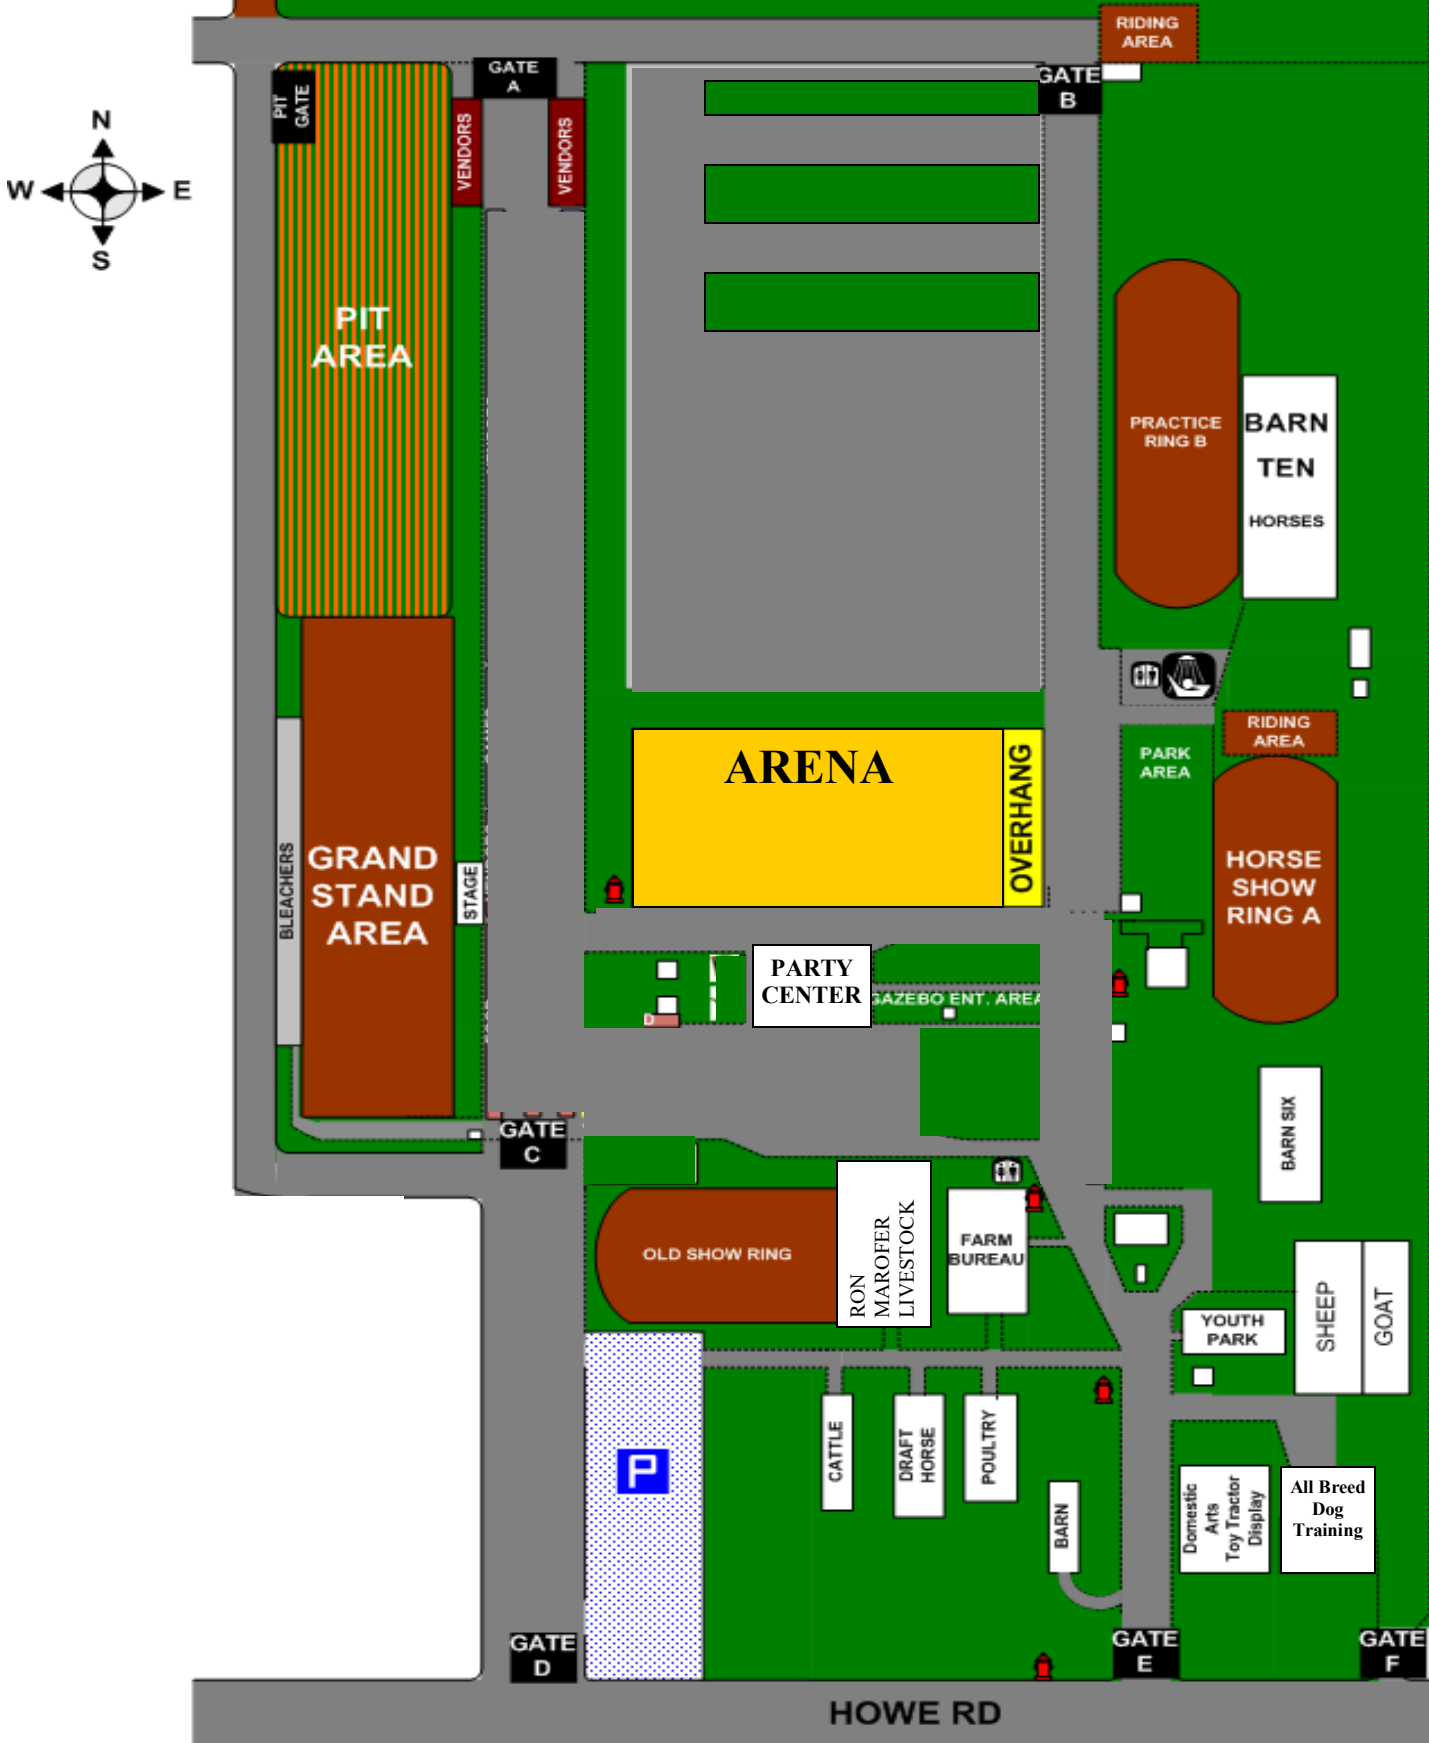 RIDING
AREA
GATE
A
GATE
B
PIT
GATE
VENDORS
VENDORS
N
W
E
S
PIT
AREA
PRACTICE
RING B
BARN
TEN
HORSES
RIDING
AREA
PARK
AREA
ARENA
OVERHANG
BLEACHERS
GRAND
STAND
AREA
STAGE
HORSE
SHOW
RING A
PARTY
CENTER
GAZEBO ENT. AREA
D
BARN SIX
GATE
C
OLD SHOW RING
RON
MAROFER
LIVESTOCK
FARM
BUREAU
YOUTH
PARK
SHEEP
GOAT
CATTLE
DRAFT
HORSE
POULTRY
P
BARN
Domestic
Arts
Toy Tractor
Display
All Breed
Dog
Training
GATE
D
GATE
E
GATE
F
HOWE RD